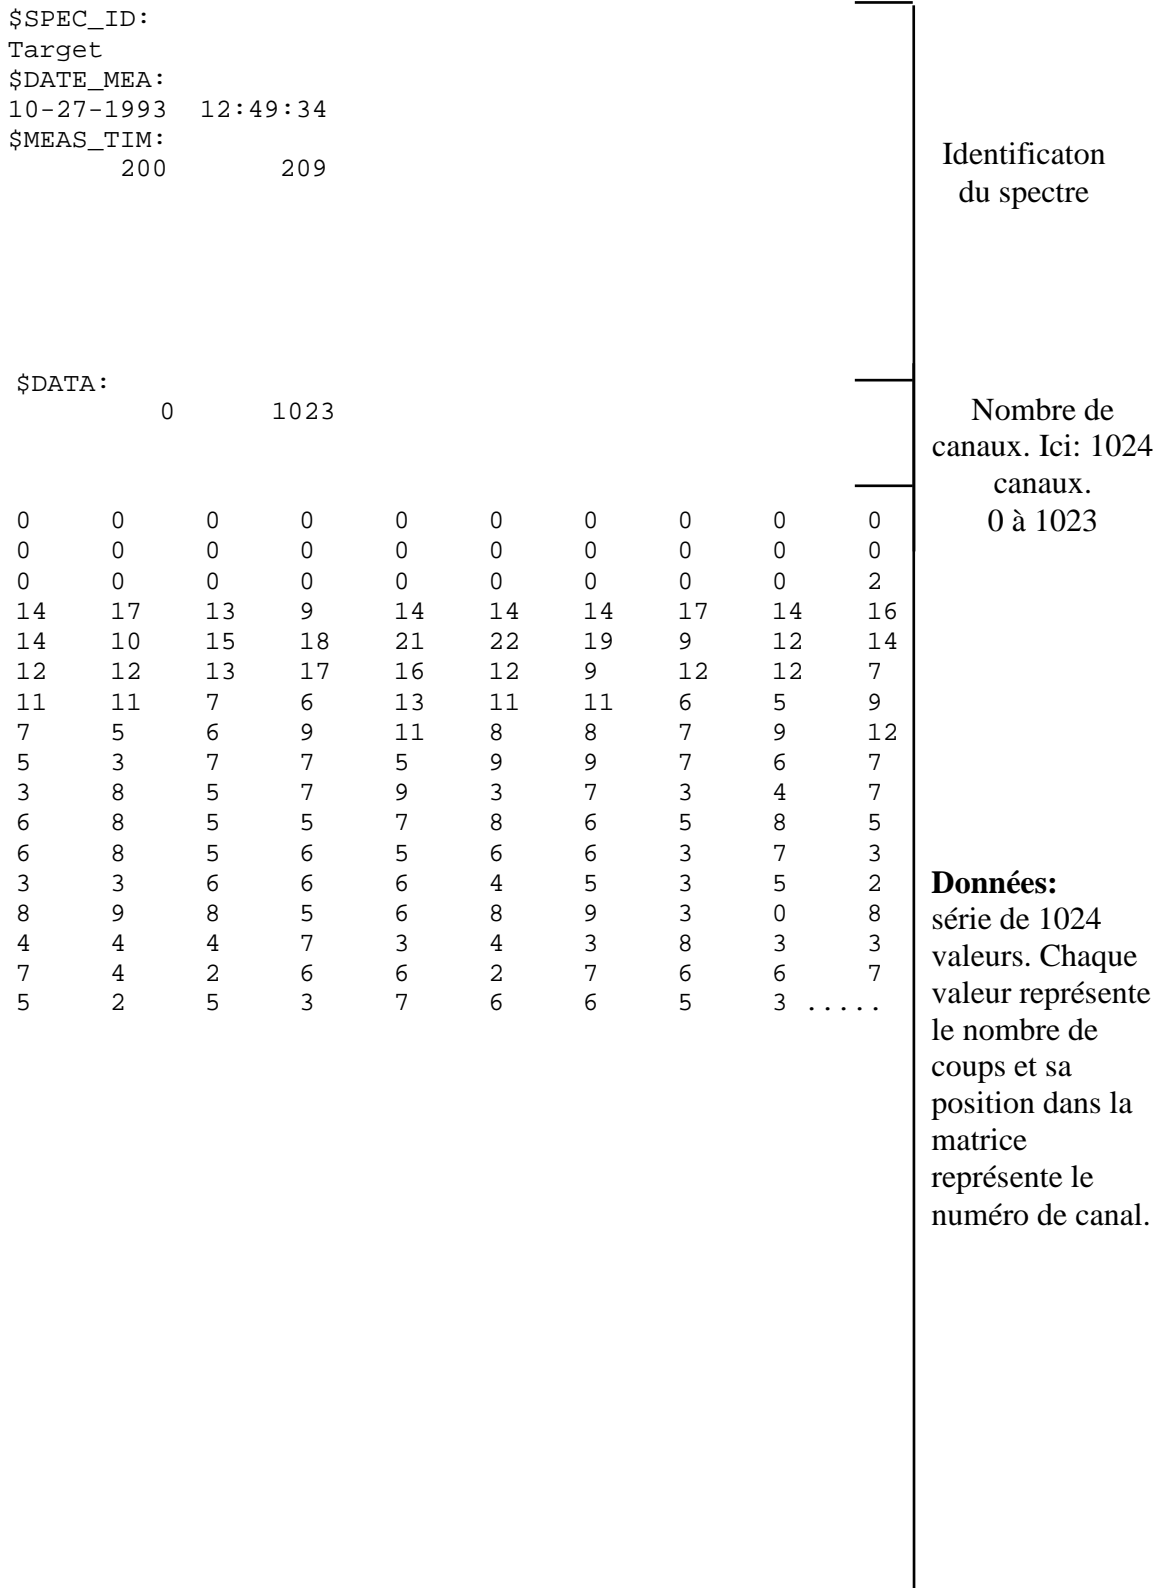 $SPEC_ID:
Target
$DATE_MEA:
10-27-1993 12:49:34
$MEAS_TIM:
200 209
Identificaton
du spectre
$DATA:
0 1023
Nombre de
canaux. Ici: 1024
canaux.
0 à 1023
0 0 0 0 0 0 0 0 0 0
0 0 0 0 0 0 0 0 0 0
0 0 0 0 0 0 0 0 0 2
14 17 13 9 14 14 14 17 14 16
14 10 15 18 21 22 19 9 12 14
12 12 13 17 16 12 9 12 12 7
11 11 7 6 13 11 11 6 5 9
7 5 6 9 11 8 8 7 9 12
5 3 7 7 5 9 9 7 6 7
3 8 5 7 9 3 7 3 4 7
6 8 5 5 7 8 6 5 8 5
6 8 5 6 5 6 6 3 7 3
3 3 6 6 6 4 5 3 5 2
8 9 8 5 6 8 9 3 0 8
4 4 4 7 3 4 3 8 3 3
7 4 2 6 6 2 7 6 6 7
5 2 5 3 7 6 6 5 3 .....
Données:
série de 1024
valeurs. Chaque
valeur représente
le nombre de
coups et sa
position dans la
matrice
représente le
numéro de canal.